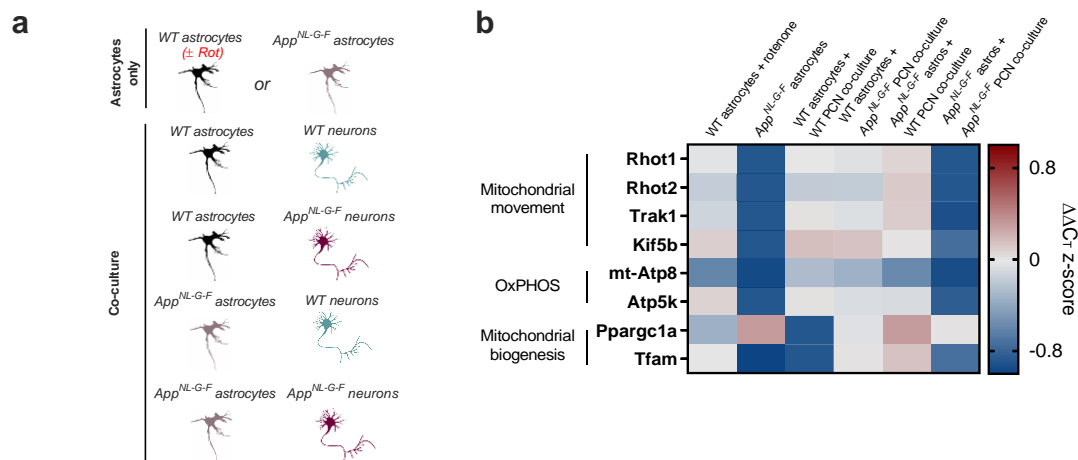 a
Astrocytes
only
WT astrocytes
(± Rot)
or
App^NL-G-F astrocytes
Co-culture
WT astrocytes
WT neurons
WT astrocytes
App^NL-G-F neurons
App^NL-G-F astrocytes
WT neurons
App^NL-G-F astrocytes
App^NL-G-F neurons
b
WT astrocytes + rotenone
App^NL-G-F astrocytes
WT astrocytes +
WT PCN co-culture
WT astrocytes +
App^NL-G-F PCN co-culture
App^NL-G-F astros +
WT PCN co-culture
App^NL-G-F astros +
App^NL-G-F PCN co-culture
Mitochondrial
movement
Rhot1
Rhot2
Trak1
Kif5b
OxPHOS
mt-Atp8
Atp5k
Mitochondrial
biogenesis
Ppargc1a
Tfam
0.8
0
-0.8
ΔΔC_T z-score